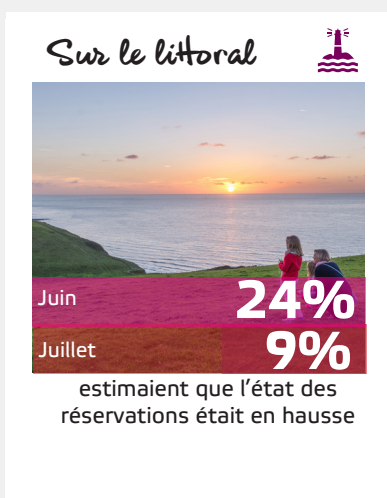 Sur le littoral
Juin 24%
Juillet 9%
estimaient que l'état des
réservations était en hausse